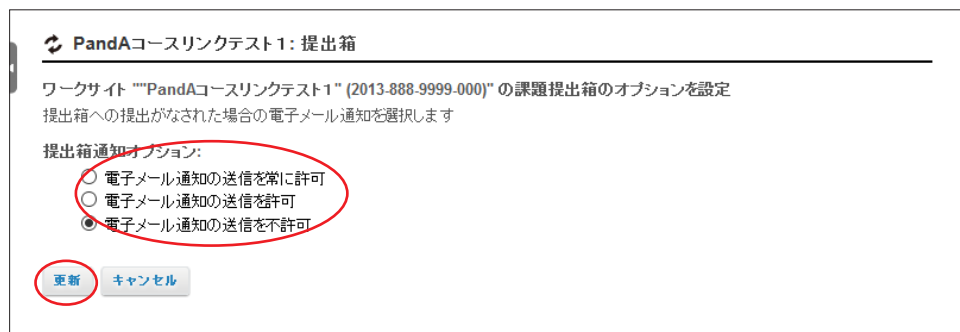 PandAコースリンクテスト1: 提出箱
ワークサイト ""PandAコースリンクテスト1" (2013-888-9999-000)" の課題提出箱のオプションを設定
提出箱への提出がなされた場合の電子メール通知を選択します
提出箱通知オプション:
電子メール通知の送信を常に許可
電子メール通知の送信を許可
電子メール通知の送信を不許可
更新 キャンセル